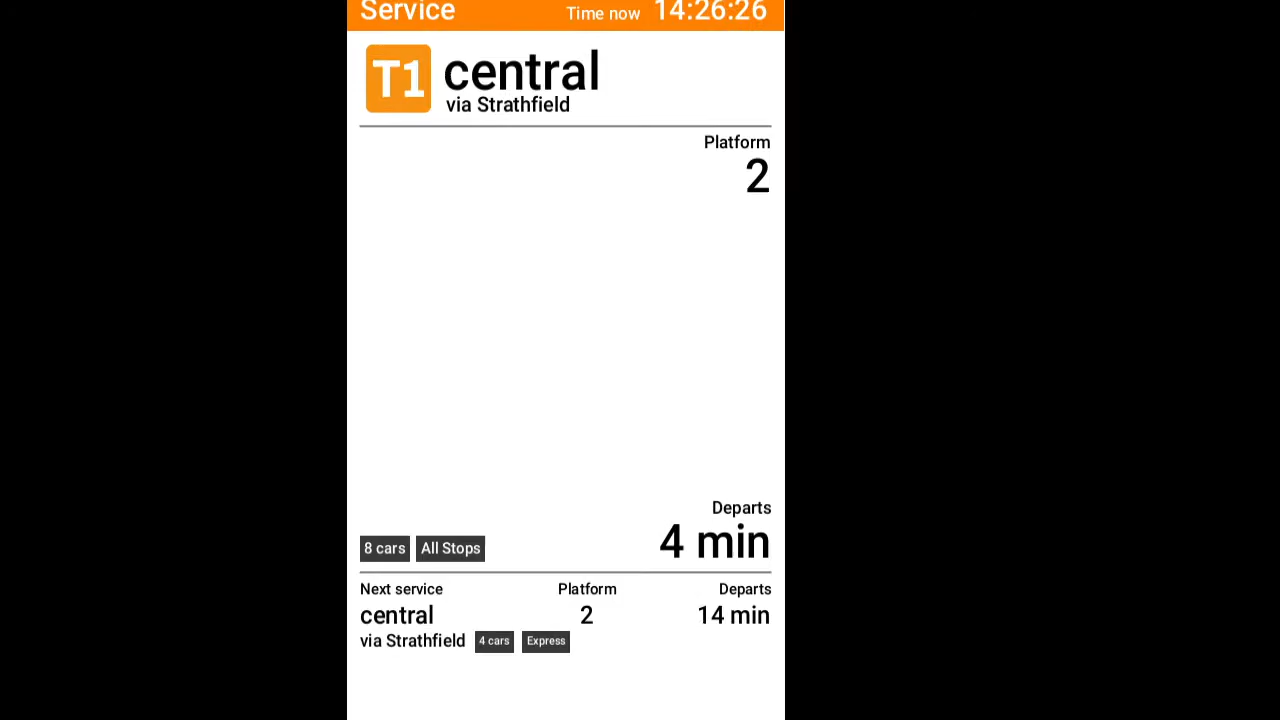 Service Time now 14:26:26
T1 central
via Strathfield
Platform
2
Departs
8 cars All Stops 4 min
Next service Platform Departs
central 2 14 min
via Strathfield 4 cars Express